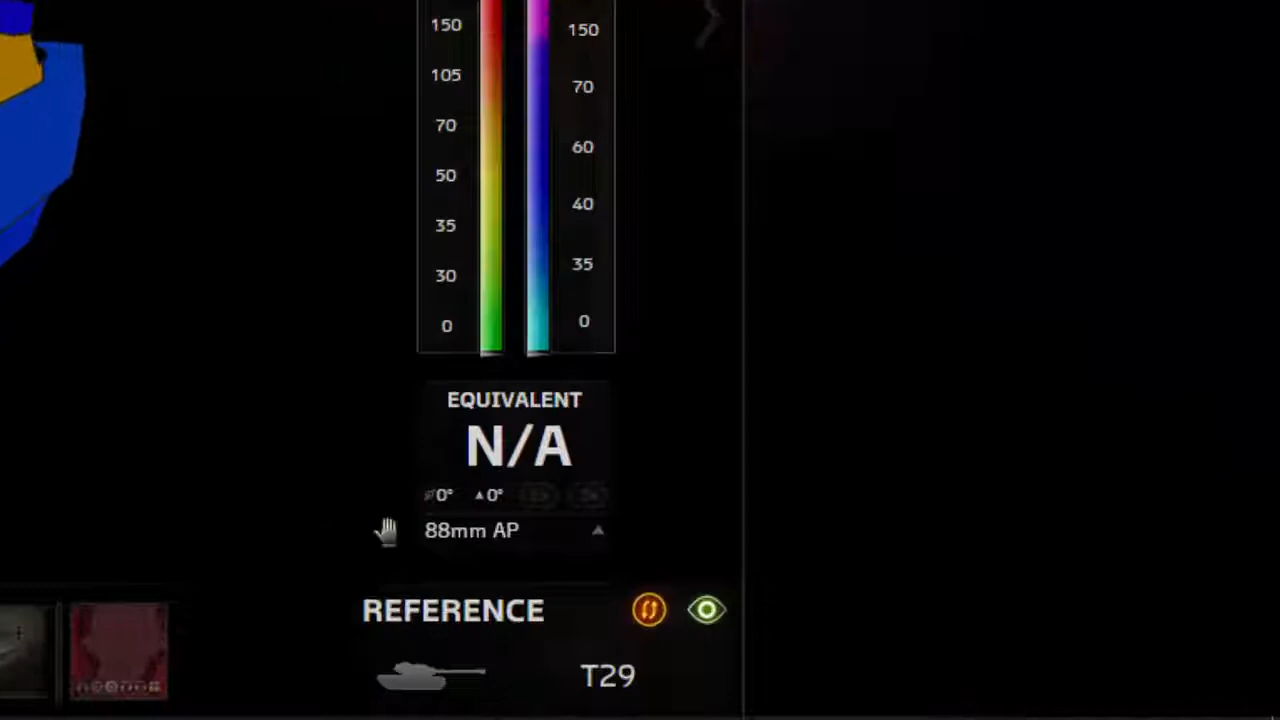 150 150
105 70
70 60
50 40
35 35
30 0
0
EQUIVALENT
N/A
0° ▲0°
88mm AP ▲
REFERENCE
T29